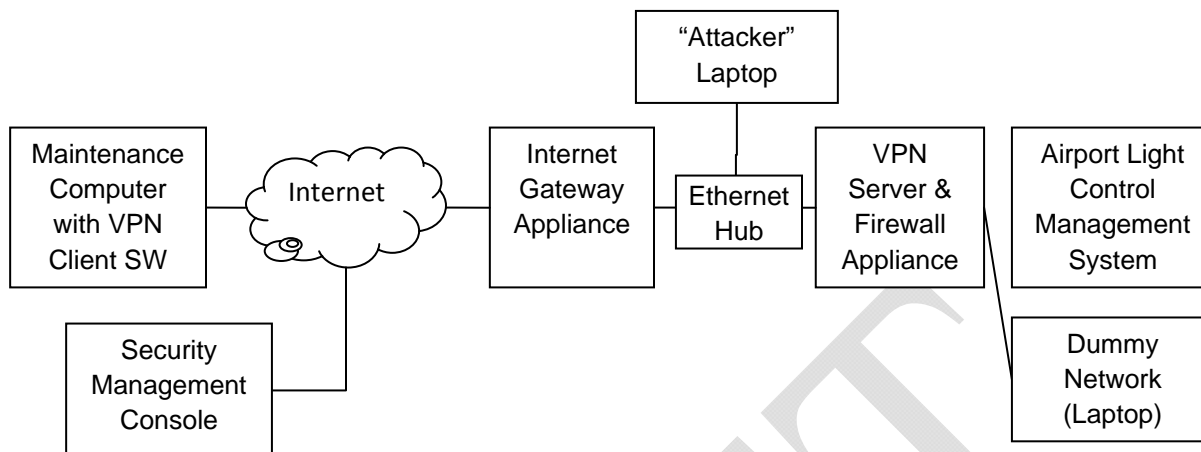 “Attacker”
Laptop
Maintenance
Computer
with VPN
Client SW
Internet
Internet
Gateway
Appliance
Ethernet
Hub
VPN
Server &
Firewall
Appliance
Airport Light
Control
Management
System
Security
Management
Console
Dummy
Network
(Laptop)